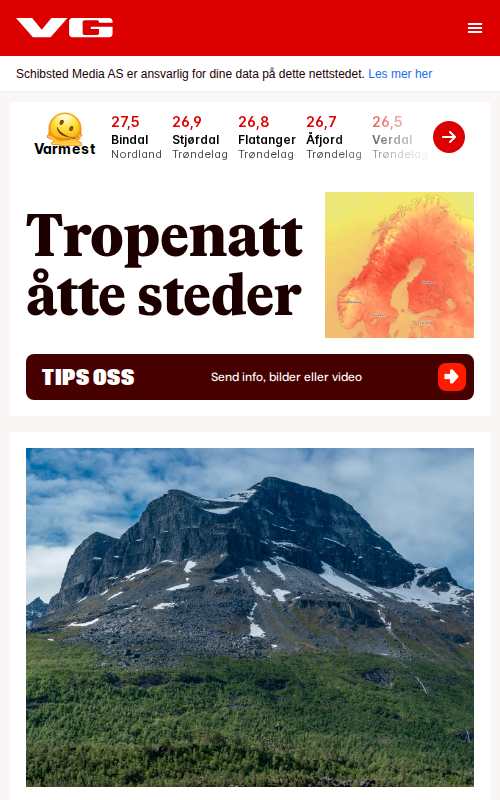 VG
Schibsted Media AS er ansvarlig for dine data på dette nettstedet. Les mer her
Varmest
27,5 26,9 26,8 26,7 26,5
Bindal Stjørdal Flatanger Åfjord Verdal
Nordland Trøndelag Trøndelag Trøndelag Trøndelag
Tropenatt
åtte steder
TIPS OSS Send info, bilder eller video